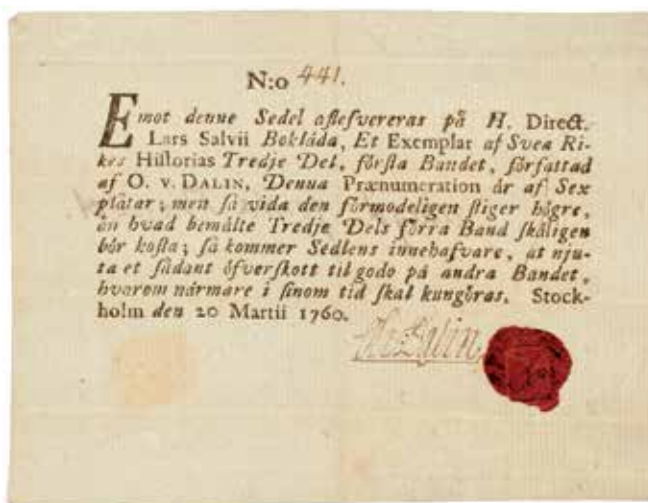 N:o 441.
Emot denne Sedel aflefvereras på H. Direct.
Lars Salvii Boklåda, Et Exemplar af Svea Ri-
kes Historias Tredje Del, första Bandet, författad
af O. v. DALIN. Denna Prænumeration är af Sex
plåtar; men så vida den förmodeligen stiger högre,
än hvad bemälte Tredje Dels förra Band skäligen
bör kosta; så kommer Sedlens innehafvare, at nju-
ta et sådant öfverskott til godo på andra Bandet,
hvarom närmare i sinom tid skal kungöras. Stock-
holm den 20 Martii 1760.
Dalin